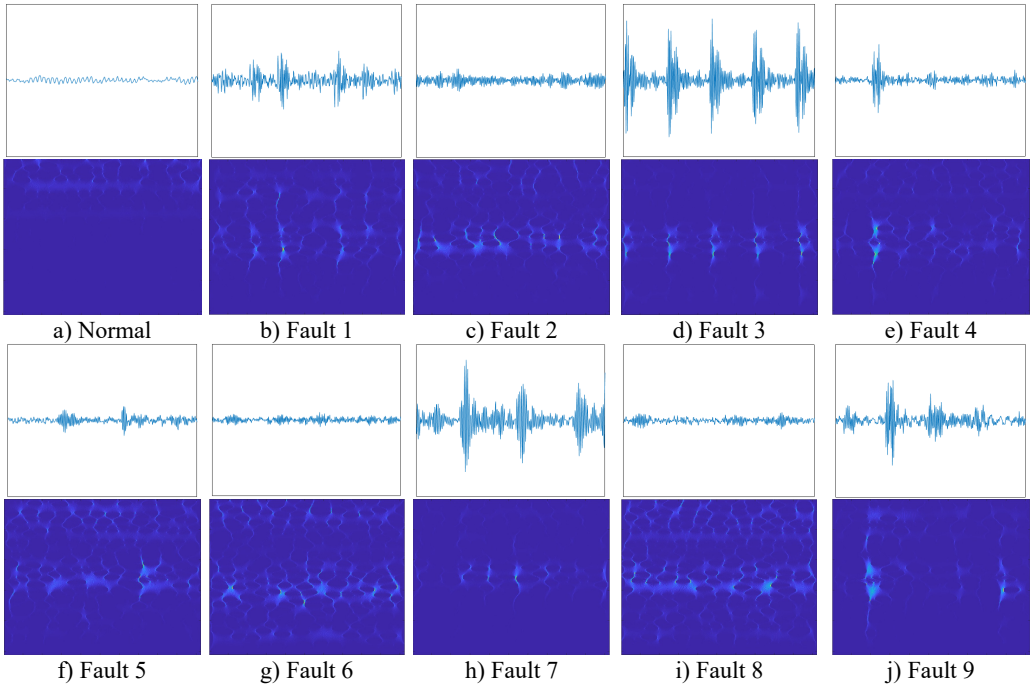 a) Normal
b) Fault 1
c) Fault 2
d) Fault 3
e) Fault 4
f) Fault 5
g) Fault 6
h) Fault 7
i) Fault 8
j) Fault 9